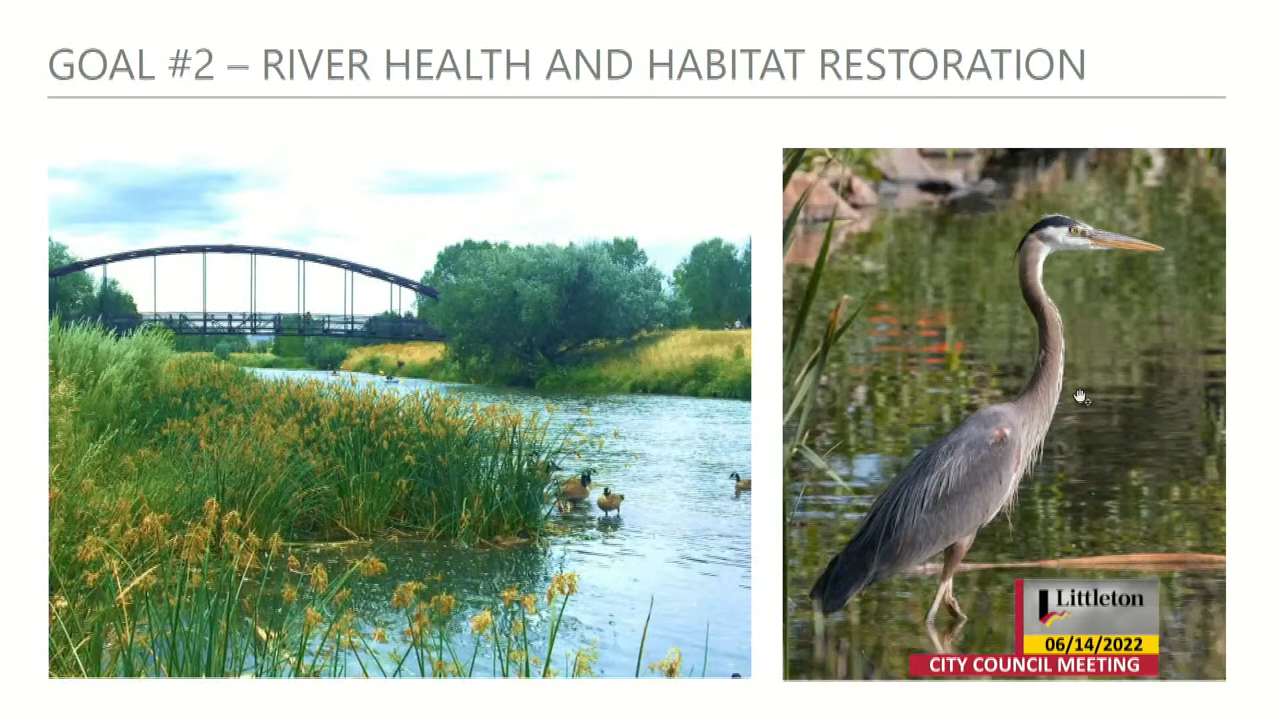 GOAL #2 – RIVER HEALTH AND HABITAT RESTORATION
Littleton
06/14/2022
CITY COUNCIL MEETING